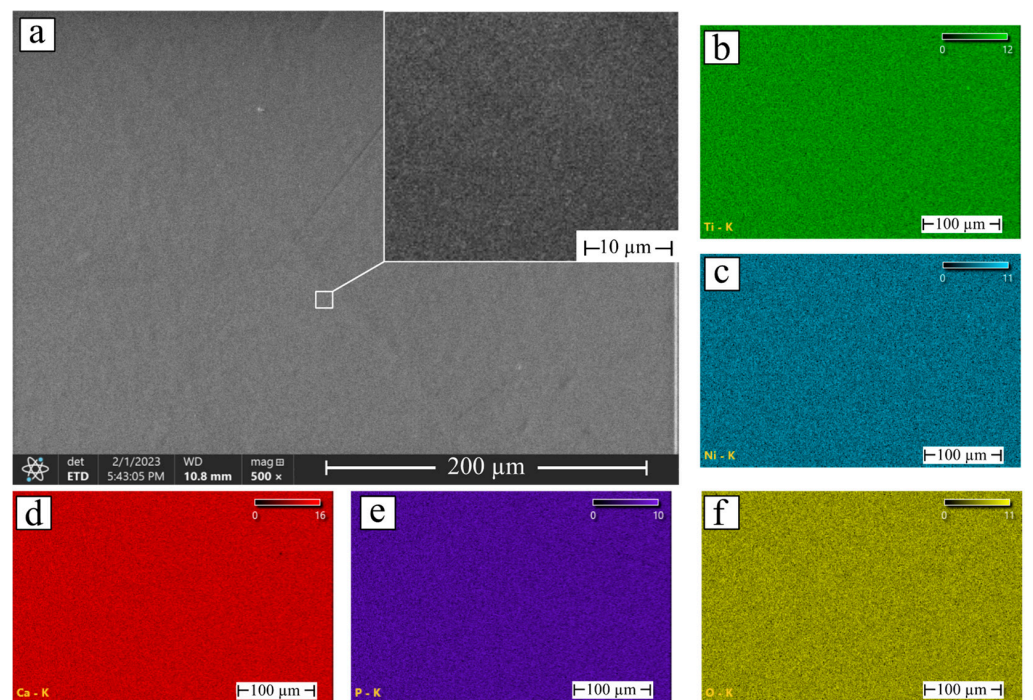 a
10 µm
det
ETD
2/1/2023
5:43:05 PM
WD
10.8 mm
mag
500 ×
200 µm
b
0 12
Ti - K
100 µm
c
0 11
Ni - K
100 µm
d
0 16
Ca - K
100 µm
e
0 10
P - K
100 µm
f
0 11
O - K
100 µm